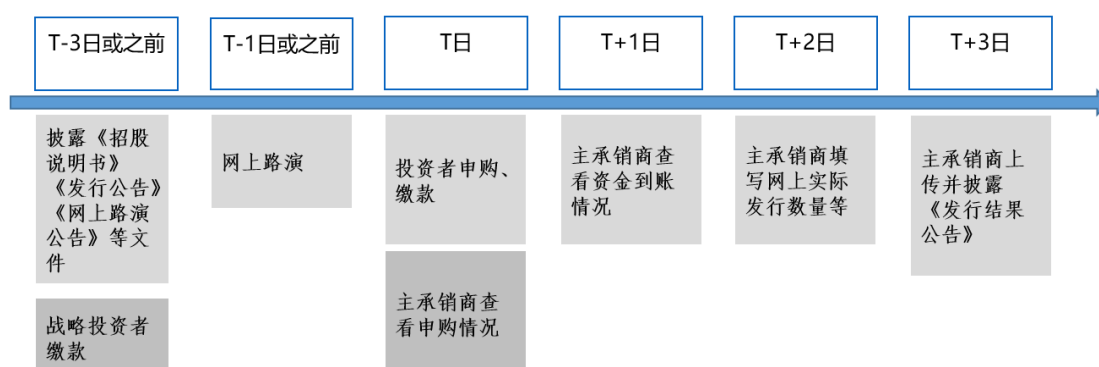 T-3日或之前
T-1日或之前
T日
T+1日
T+2日
T+3日
披露《招股
说明书》
《发行公告》
《网上路演
公告》等文
件
网上路演
投资者申购、
缴款
主承销商查
看资金到账
情况
主承销商填
写网上实际
发行数量等
主承销商上
传并披露
《发行结果
公告》
战略投资者
缴款
主承销商查
看申购情况